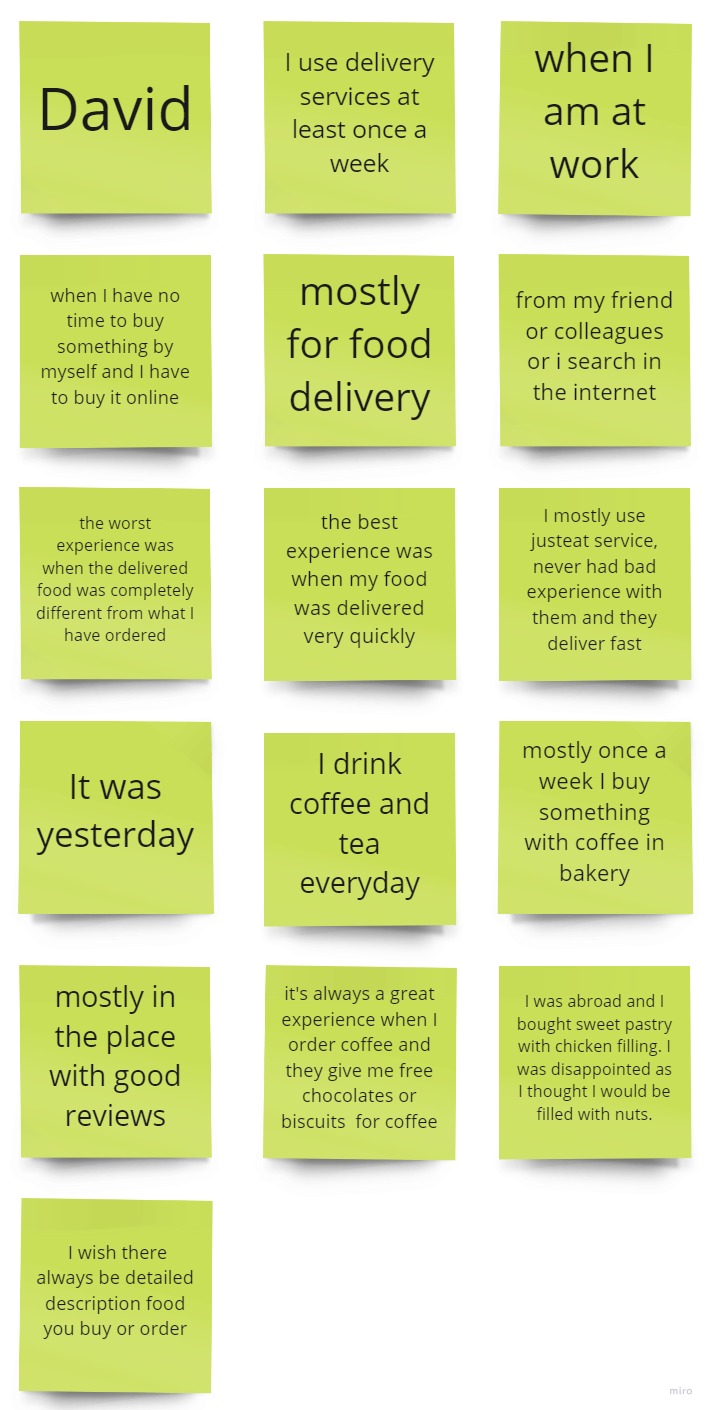 David
I use delivery
services at
least once a
week
when I
am at
work
when I have no
time to buy
something by
myself and I have
to buy it online
mostly
for food
delivery
from my friend
or colleagues
or i search in
the internet
the worst
experience was
when the delivered
food was completely
different from what I
have ordered
the best
experience was
when my food
was delivered
very quickly
I mostly use
justeat service,
never had bad
experience with
them and they
deliver fast
It was
yesterday
I drink
coffee and
tea
everyday
mostly once a
week I buy
something
with coffee in
bakery
mostly in
the place
with good
reviews
it's always a great
experience when I
order coffee and
they give me free
chocolates or
biscuits  for coffee
I was abroad and I
bought sweet pastry
with chicken filling. I
was disappointed as
I thought I would be
filled with nuts.
I wish there
always be detailed
description food
you buy or order
miro